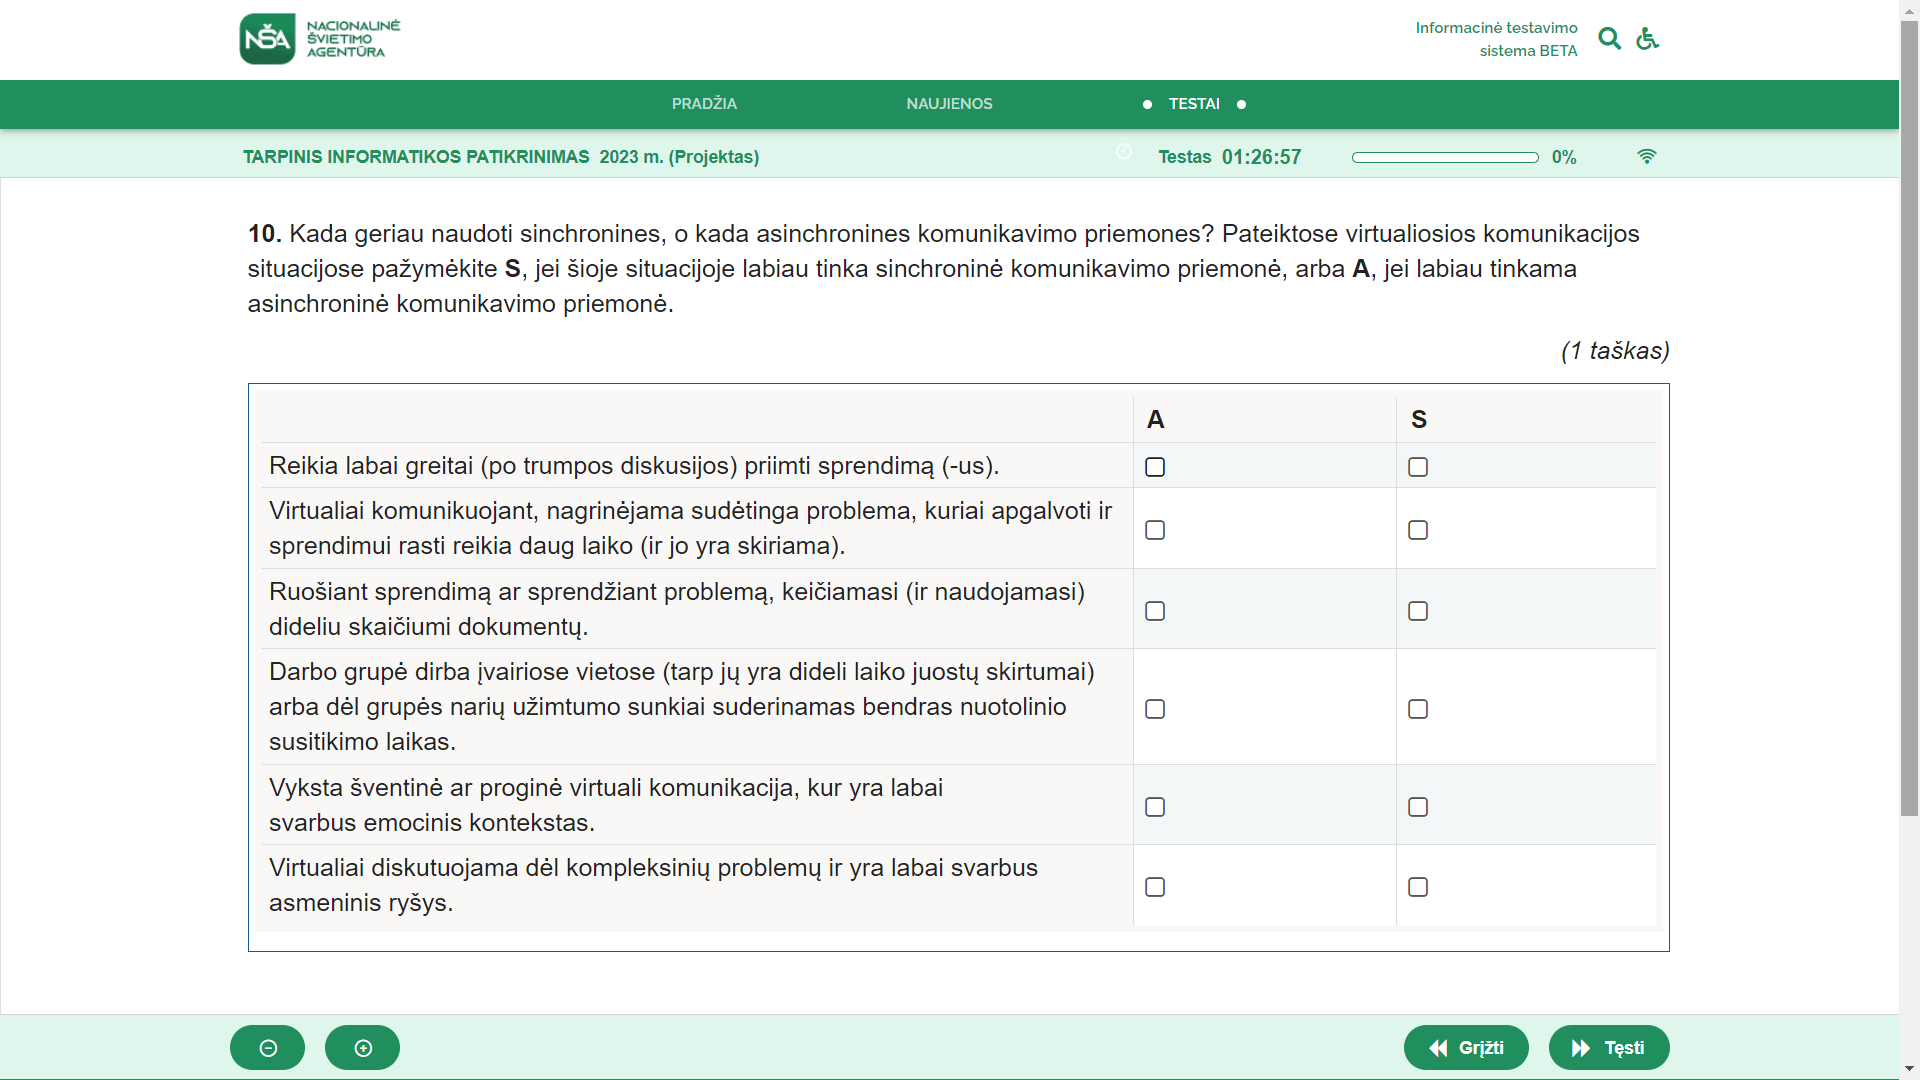 NŠA
NACIONALINĖ
ŠVIETIMO
AGENTŪRA
Informacinė testavimo
sistema BETA
PRADŽIA
NAUJIENOS
TESTAI
TARPINIS INFORMATIKOS PATIKRINIMAS 2023 m. (Projektas)
Testas 01:26:57
0%
10. Kada geriau naudoti sinchronines, o kada asinchronines komunikavimo priemones? Pateiktose virtualiosios komunikacijos
situacijose pažymėkite S, jei šioje situacijoje labiau tinka sinchroninė komunikavimo priemonė, arba A, jei labiau tinkama
asinchroninė komunikavimo priemonė.
(1 taškas)
A S
Reikia labai greitai (po trumpos diskusijos) priimti sprendimą (-us).
Virtualiai komunikuojant, nagrinėjama sudėtinga problema, kuriai apgalvoti ir
sprendimui rasti reikia daug laiko (ir jo yra skiriama).
Ruošiant sprendimą ar sprendžiant problemą, keičiamasi (ir naudojamasi)
dideliu skaičiumi dokumentų.
Darbo grupė dirba įvairiose vietose (tarp jų yra dideli laiko juostų skirtumai)
arba dėl grupės narių užimtumo sunkiai suderinamas bendras nuotolinio
susitikimo laikas.
Vyksta šventinė ar proginė virtuali komunikacija, kur yra labai
svarbus emocinis kontekstas.
Virtualiai diskutuojama dėl kompleksinių problemų ir yra labai svarbus
asmeninis ryšys.
Grįžti
Tęsti